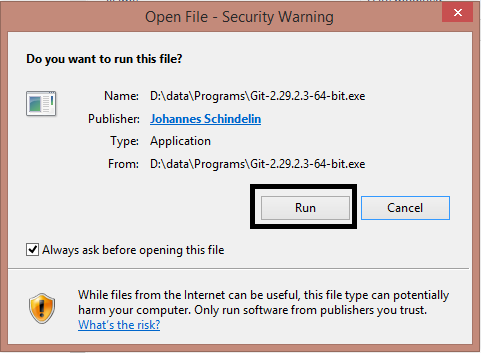 Open File - Security Warning
Do you want to run this file?
Name: D:\data\Programs\Git-2.29.2.3-64-bit.exe
Publisher: Johannes Schindelin
Type: Application
From: D:\data\Programs\Git-2.29.2.3-64-bit.exe
Run Cancel
Always ask before opening this file
While files from the Internet can be useful, this file type can potentially
harm your computer. Only run software from publishers you trust.
What's the risk?